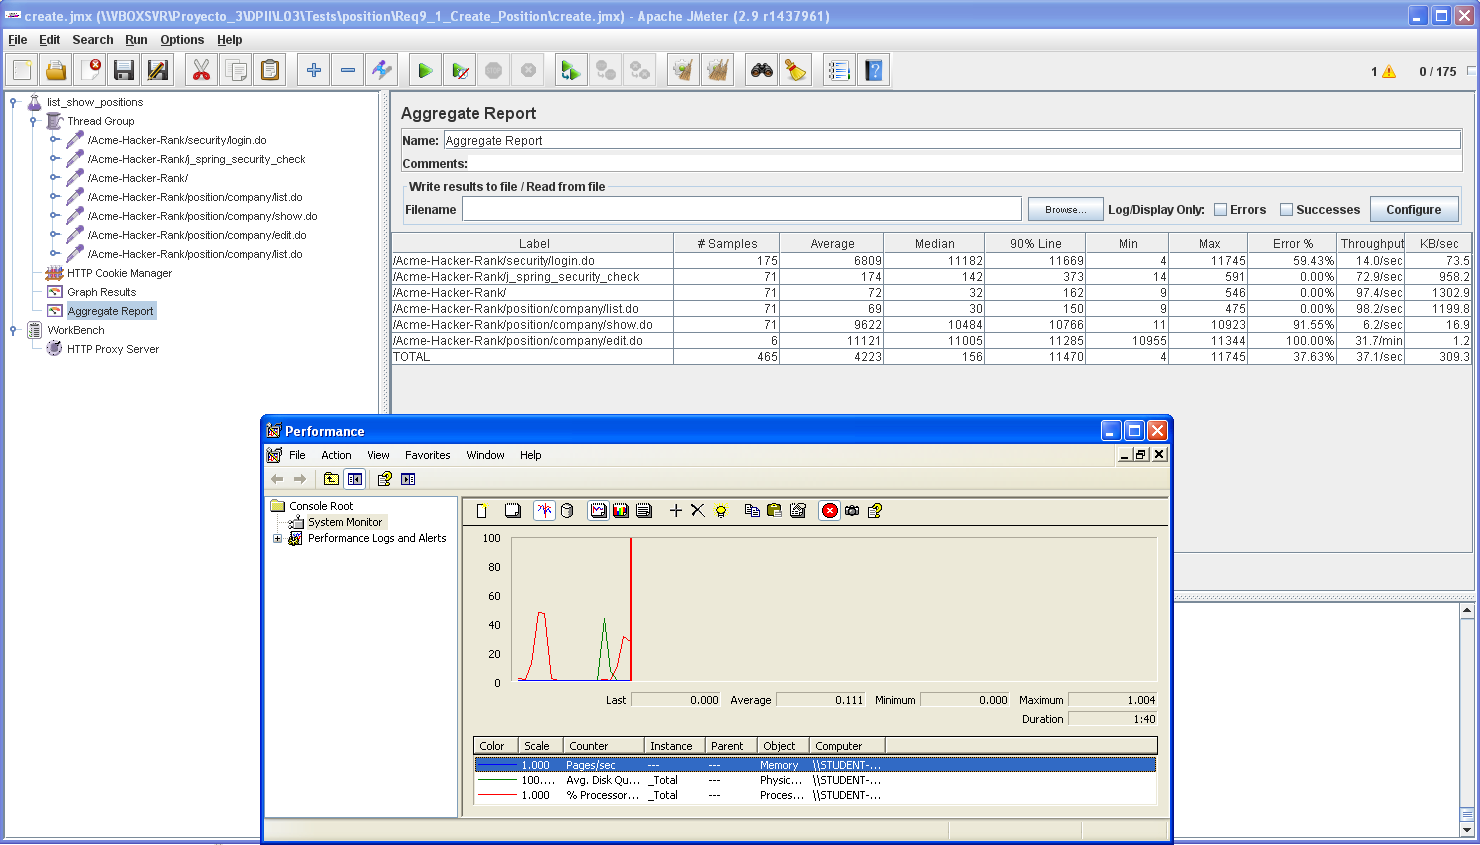 create.jmx (\\VBOXSVR\Proyecto_3\DPII\L03\Tests\position\Req9_1_Create_Position\create.jmx) - Apache JMeter (2.9 r1437961)
File Edit Search Run Options Help
1 0 / 175
list_show_positions
Thread Group
/Acme-Hacker-Rank/security/login.do
/Acme-Hacker-Rank/j_spring_security_check
/Acme-Hacker-Rank/
/Acme-Hacker-Rank/position/company/list.do
/Acme-Hacker-Rank/position/company/show.do
/Acme-Hacker-Rank/position/company/edit.do
/Acme-Hacker-Rank/position/company/list.do
HTTP Cookie Manager
Graph Results
Aggregate Report
WorkBench
HTTP Proxy Server
Aggregate Report
Name: Aggregate Report
Comments:
Write results to file / Read from file
Filename Browse... Log/Display Only: Errors Successes Configure
Label # Samples Average Median 90% Line Min Max Error % Throughput KB/sec
/Acme-Hacker-Rank/security/login.do 175 6809 11182 11669 4 11745 59.43% 14.0/sec 73.5
/Acme-Hacker-Rank/j_spring_security_check 71 174 142 373 14 591 0.00% 72.9/sec 958.2
/Acme-Hacker-Rank/ 71 72 32 162 9 546 0.00% 97.4/sec 1302.9
/Acme-Hacker-Rank/position/company/list.do 71 69 30 150 9 475 0.00% 98.2/sec 1199.8
/Acme-Hacker-Rank/position/company/show.do 71 9622 10484 10766 11 10923 91.55% 6.2/sec 16.9
/Acme-Hacker-Rank/position/company/edit.do 6 11121 11005 11285 10955 11344 100.00% 31.7/min 1.2
TOTAL 465 4223 156 11470 4 11745 37.63% 37.1/sec 309.3
Performance
File Action View Favorites Window Help
Console Root
System Monitor
Performance Logs and Alerts
100
80
60
40
20
0
Last 0.000 Average 0.111 Minimum 0.000 Maximum 1.004
Duration 1:40
Color Scale Counter Instance Parent Object Computer
1.000 Pages/sec --- --- Memory \\STUDENT-...
100.... Avg. Disk Qu... _Total --- Physic... \\STUDENT-...
1.000 % Processor... _Total --- Proces... \\STUDENT-...